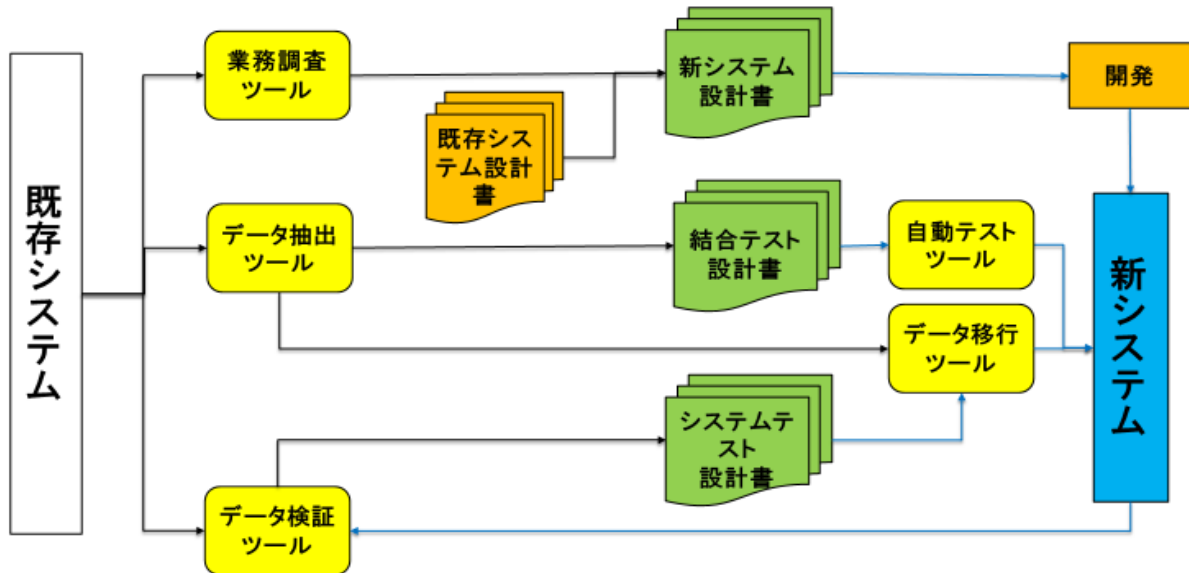 既存システム
業務調査
ツール
既存シス
テム設計
書
新システム
設計書
開発
データ抽出
ツール
結合テスト
設計書
自動テスト
ツール
データ移行
ツール
新システム
システムテ
スト
設計書
データ検証
ツール